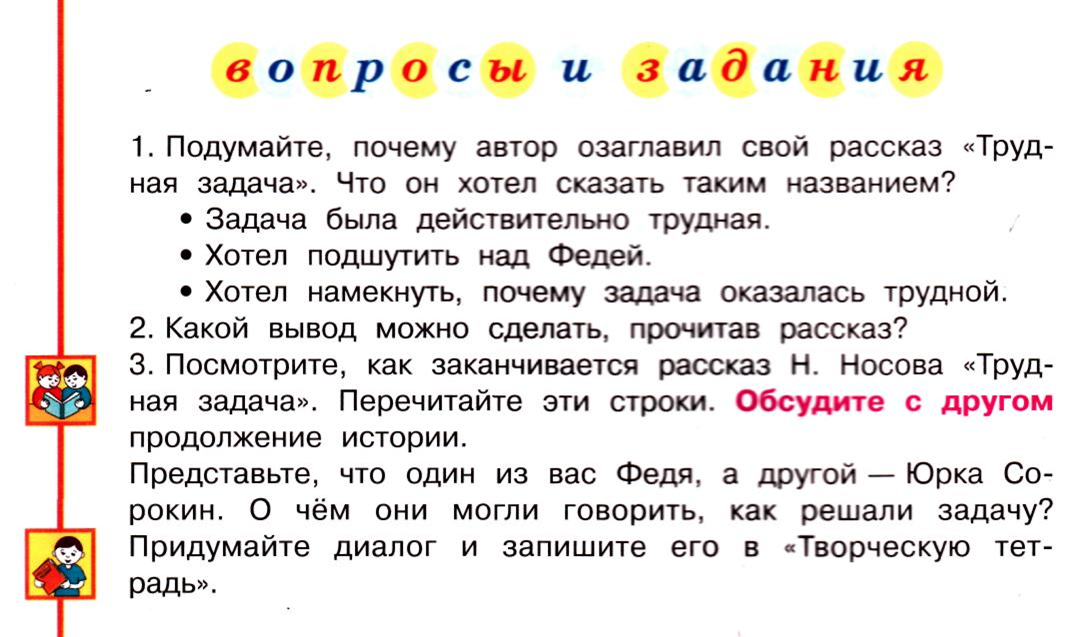 вопросы и задания
1. Подумайте, почему автор озаглавил свой рассказ «Труд-
ная задача». Что он хотел сказать таким названием?
• Задача была действительно трудная.
• Хотел подшутить над Федей.
• Хотел намекнуть, почему задача оказалась трудной.
2. Какой вывод можно сделать, прочитав рассказ?
3. Посмотрите, как заканчивается рассказ Н. Носова «Труд-
ная задача». Перечитайте эти строки. Обсудите с другом
продолжение истории.
Представьте, что один из вас Федя, а другой — Юрка Со-
рокин. О чём они могли говорить, как решали задачу?
Придумайте диалог и запишите его в «Творческую тет-
радь».